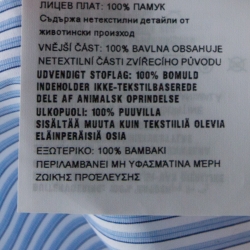 ЛИЦЕВ ПЛАТ: 100% ПАМУК
Съдържа нетекстилни детайли от
животински произход
VNĚJŠÍ ČÁST: 100% BAVLNA OBSAHUJE
NETEXTILNÍ ČÁSTI ZVÍŘECÍHO PŮVODU
UDVENDIGT STOFLAG: 100% BOMULD
INDEHOLDER IKKE-TEKSTILBASEREDE
DELE AF ANIMALSK OPRINDELSE
ULKOPUOLI: 100% PUUVILLA
SISÄLTÄÄ MUUTA KUIN TEKSTIILIÄ OLEVIA
ELÄINPERÄISIÄ OSIA
ΕΞΩΤΕΡΙΚΟ: 100% ΒΑΜΒΑΚΙ
ΠΕΡΙΛΑΜΒΑΝΕΙ ΜΗ ΥΦΑΣΜΑΤΙΝΑ ΜΕΡΗ
ΖΩΙΚΗΣ ΠΡΟΕΛΕΥΣΗΣ